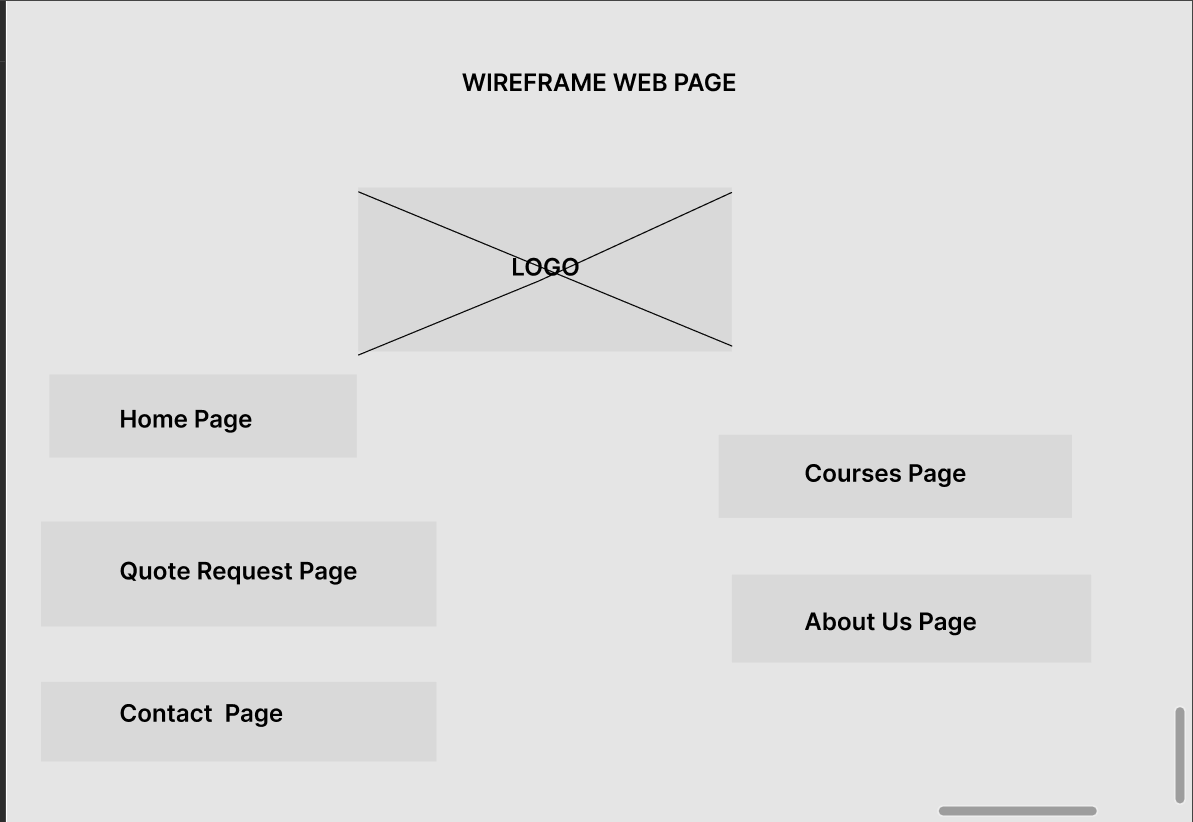 WIREFRAME WEB PAGE
LOGO
Home Page
Courses Page
Quote Request Page
About Us Page
Contact  Page